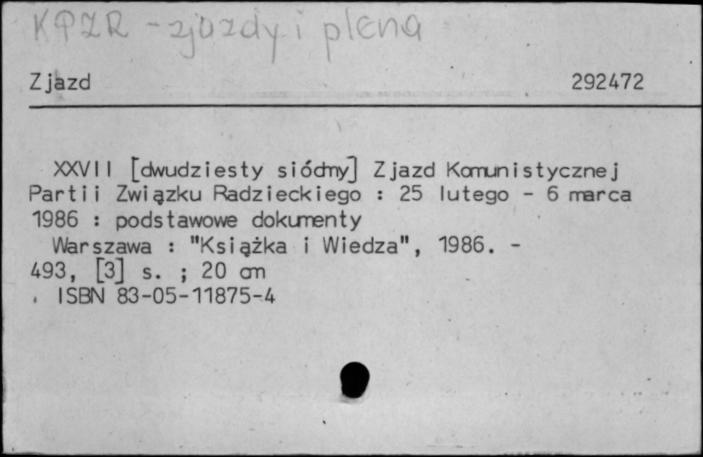 KPZR - zjazdy i plena
Zjazd 292472
XXVII [dwudziesty siódmy] Zjazd Komunistycznej
Partii Związku Radzieckiego : 25 lutego - 6 marca
1986 : podstawowe dokumenty
Warszawa : "Książka i Wiedza", 1986. -
493, [3] s. ; 20 cm
ISBN 83-05-11875-4